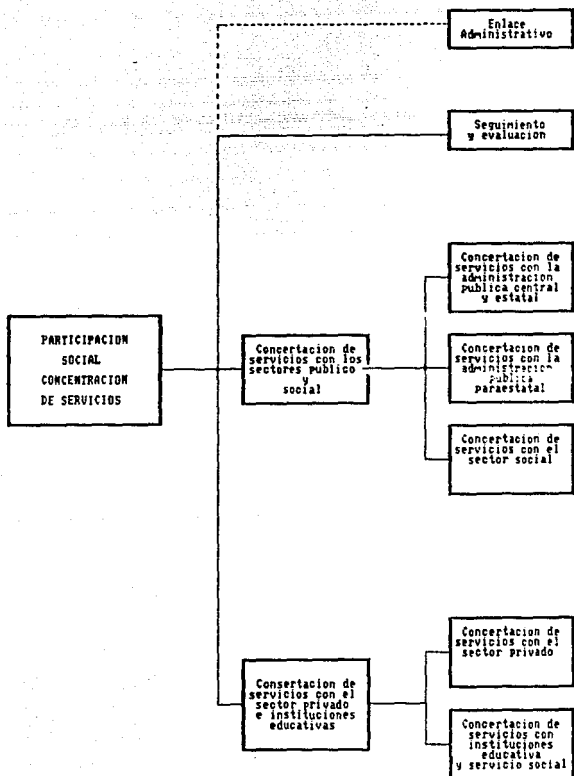 Enlace
Administrativo
Seguimiento
y evaluacion
Concertacion de
servicios con la
administracion
publica central
y estatal
PARTICIPACION
SOCIAL
CONCENTRACION
DE SERVICIOS
Concertacion de
servicios con los
sectores publico
y
social
Concertacion de
servicios con la
administracion
publica
paraestatal
Concertacion de
servicios con el
sector social
Consertacion de
servicios con el
sector privado
e instituciones
educativas
Concertacion de
servicios con el
sector privado
Concertacion de
servicios con
instituciones
educativa
y servicio social